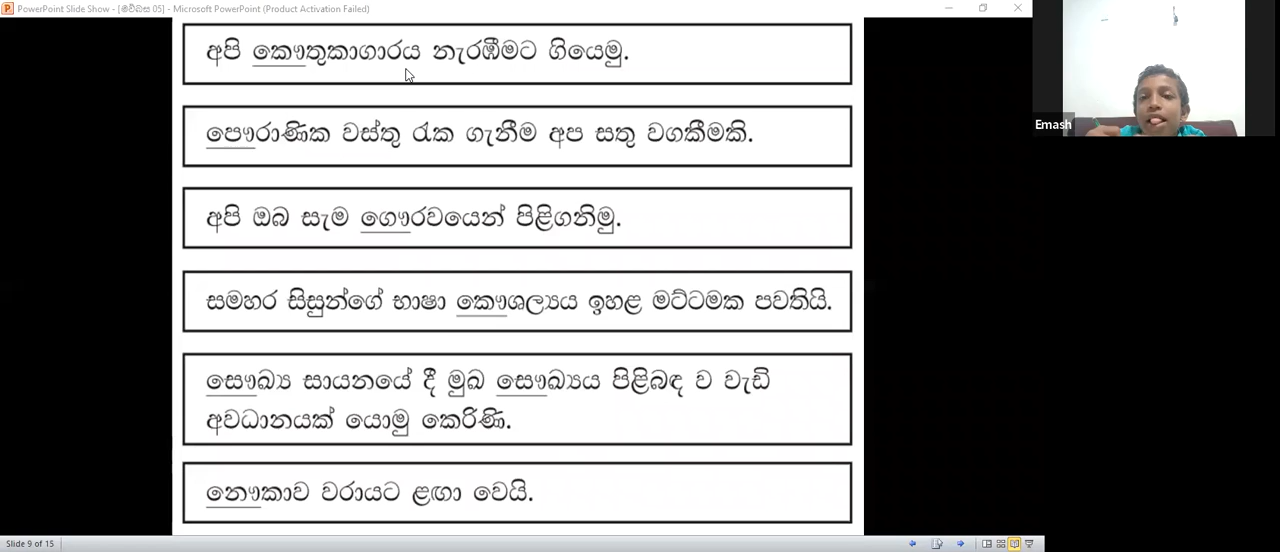 PowerPoint Slide Show - [මව්බස 05] - Microsoft PowerPoint (Product Activation Failed)
අපි කෞතුකාගාරය නැරඹීමට ගියෙමු.
Emash
පෞරාණික වස්තු රැක ගැනීම අප සතු වගකීමකි.
අපි ඔබ සැම ගෞරවයෙන් පිළිගනිමු.
සමහර සිසුන්ගේ භාෂා කෞශල්‍යය ඉහළ මට්ටමක පවතියි.
සෞඛ්‍ය සායනයේ දී මුඛ සෞඛ්‍යය පිළිබඳ ව වැඩි
අවධානයක් යොමු කෙරිණි.
නෞකාව වරායට ළඟා වෙයි.
Slide 9 of 15